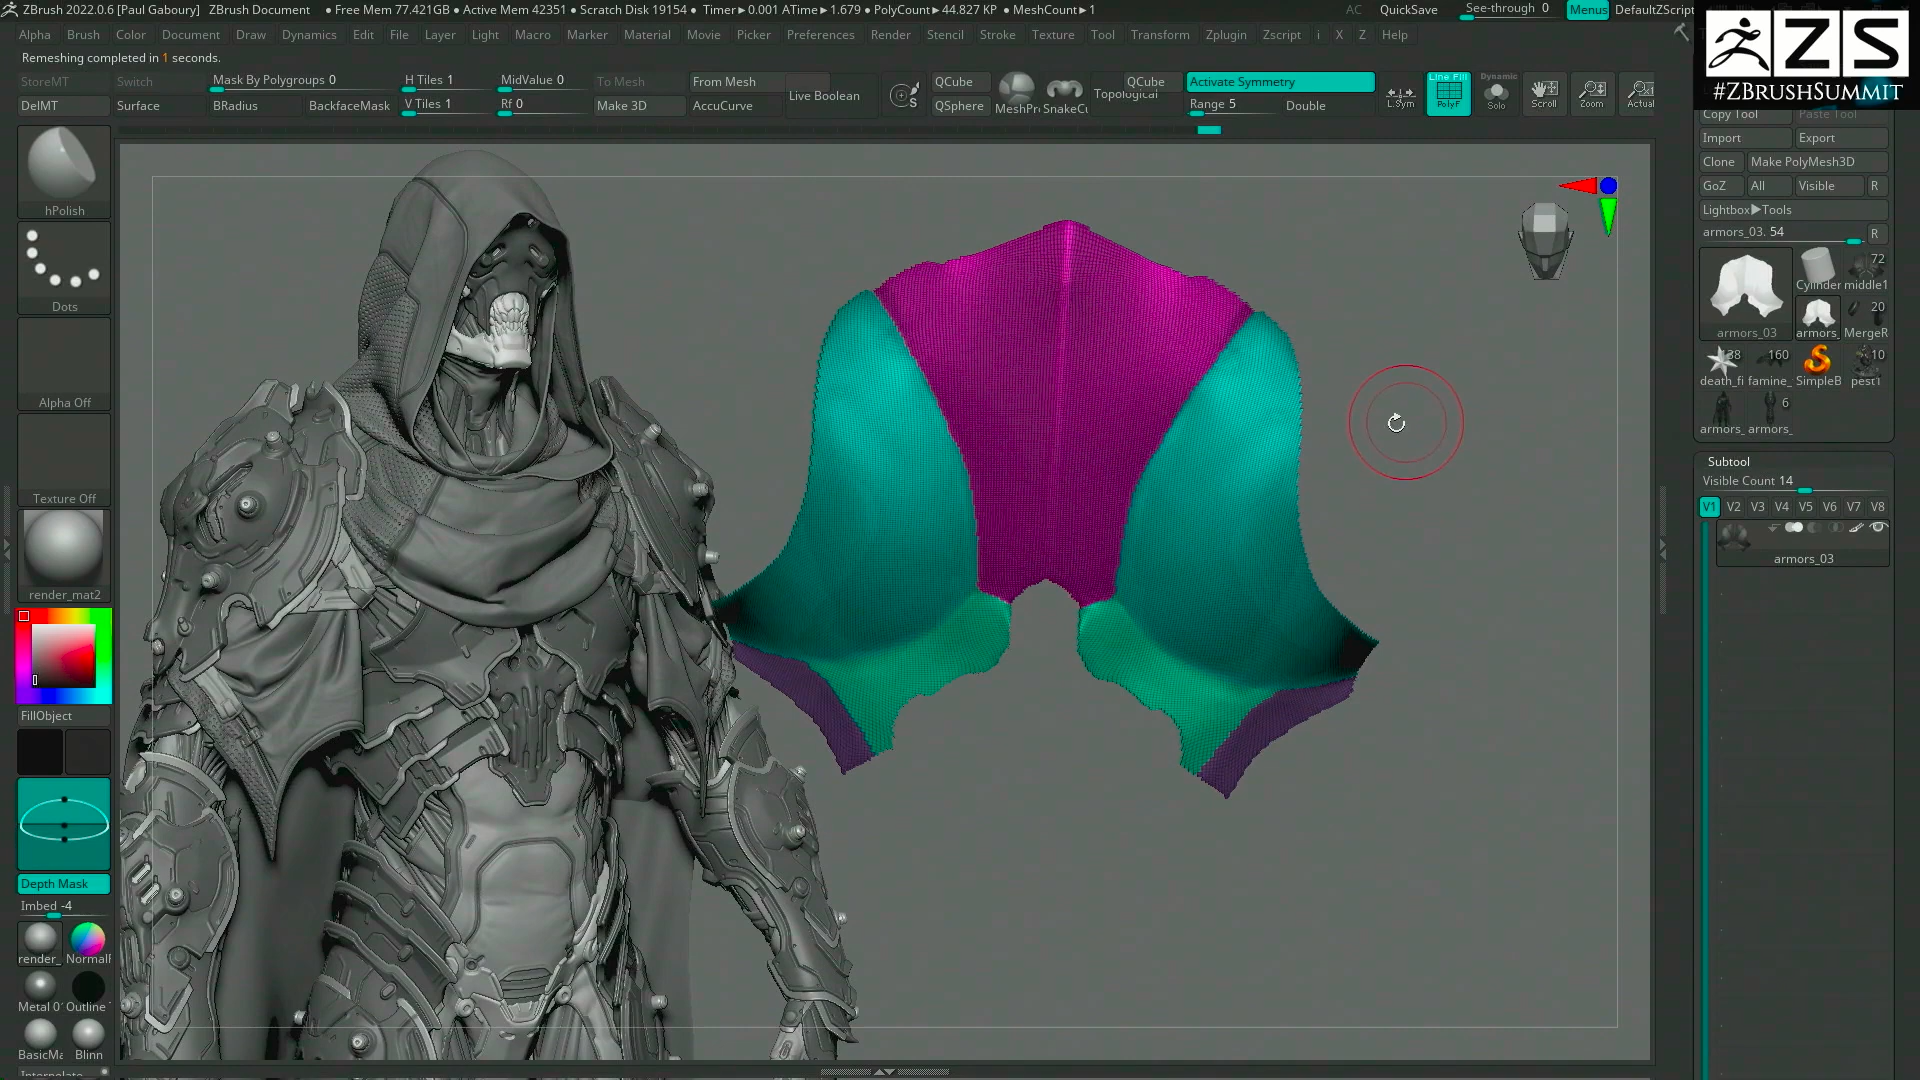 ZBrush 2022.0.6 [Paul Gaboury] ZBrush Document ● Free Mem 77.421GB ● Active Mem 42351 ● Scratch Disk 19154 ● Timer▶0.001 ATime▶1.679 ● PolyCount▶44.827 KP ● MeshCount▶1 AC QuickSave See-through 0 Menus DefaultZScript
ZS
#ZBRUSHSUMMIT
Alpha Brush Color Document Draw Dynamics Edit File Layer Light Macro Marker Material Movie Picker Preferences Render Stencil Stroke Texture Tool Transform Zplugin Zscript i X Z Help
Remeshing completed in 1 seconds.
StoreMT Switch Mask By Polygroups 0 H Tiles 1 MidValue 0 To Mesh From Mesh Live Boolean QCube MeshPr SnakeCu Topological QCube Activate Symmetry L.Sym Line Fill PolyF Dynamic Solo Scroll Zoom Actual
DelMT Surface BRadius BackfaceMask V Tiles 1 Rf 0 Make 3D AccuCurve QSphere Range 5 Double
Copy Tool Paste Tool
Import Export
Clone Make PolyMesh3D
GoZ All Visible R
Lightbox▶Tools
armors_03. 54 R
72
Cylinder middle1
20
armors_03 armors_ MergeR
38 160 10
death_fi famine_ SimpleB pest1
6
armors_ armors_
Subtool
Visible Count 14
V1 V2 V3 V4 V5 V6 V7 V8
armors_03
hPolish
Dots
Alpha Off
Texture Off
render_mat2
FillObject
Depth Mask
Imbed -4
render_ Normal
Metal 01 Outline
BasicMa Blinn
Interpolate